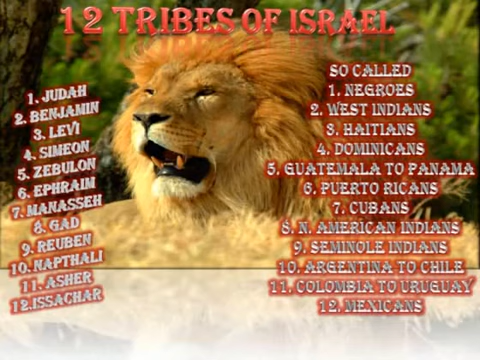 12 TRIBES OF ISRAEL
1. JUDAH
2. BENJAMIN
3. LEVI
4. SIMEON
5. ZEBULON
6. EPHRAIM
7. MANASSEH
8. GAD
9. REUBEN
10. NAPTHALI
11. ASHER
12. ISSACHAR
SO CALLED
1. NEGROES
2. WEST INDIANS
3. HAITIANS
4. DOMINICANS
5. GUATEMALA TO PANAMA
6. PUERTO RICANS
7. CUBANS
8. N. AMERICAN INDIANS
9. SEMINOLE INDIANS
10. ARGENTINA TO CHILE
11. COLOMBIA TO URUGUAY
12. MEXICANS